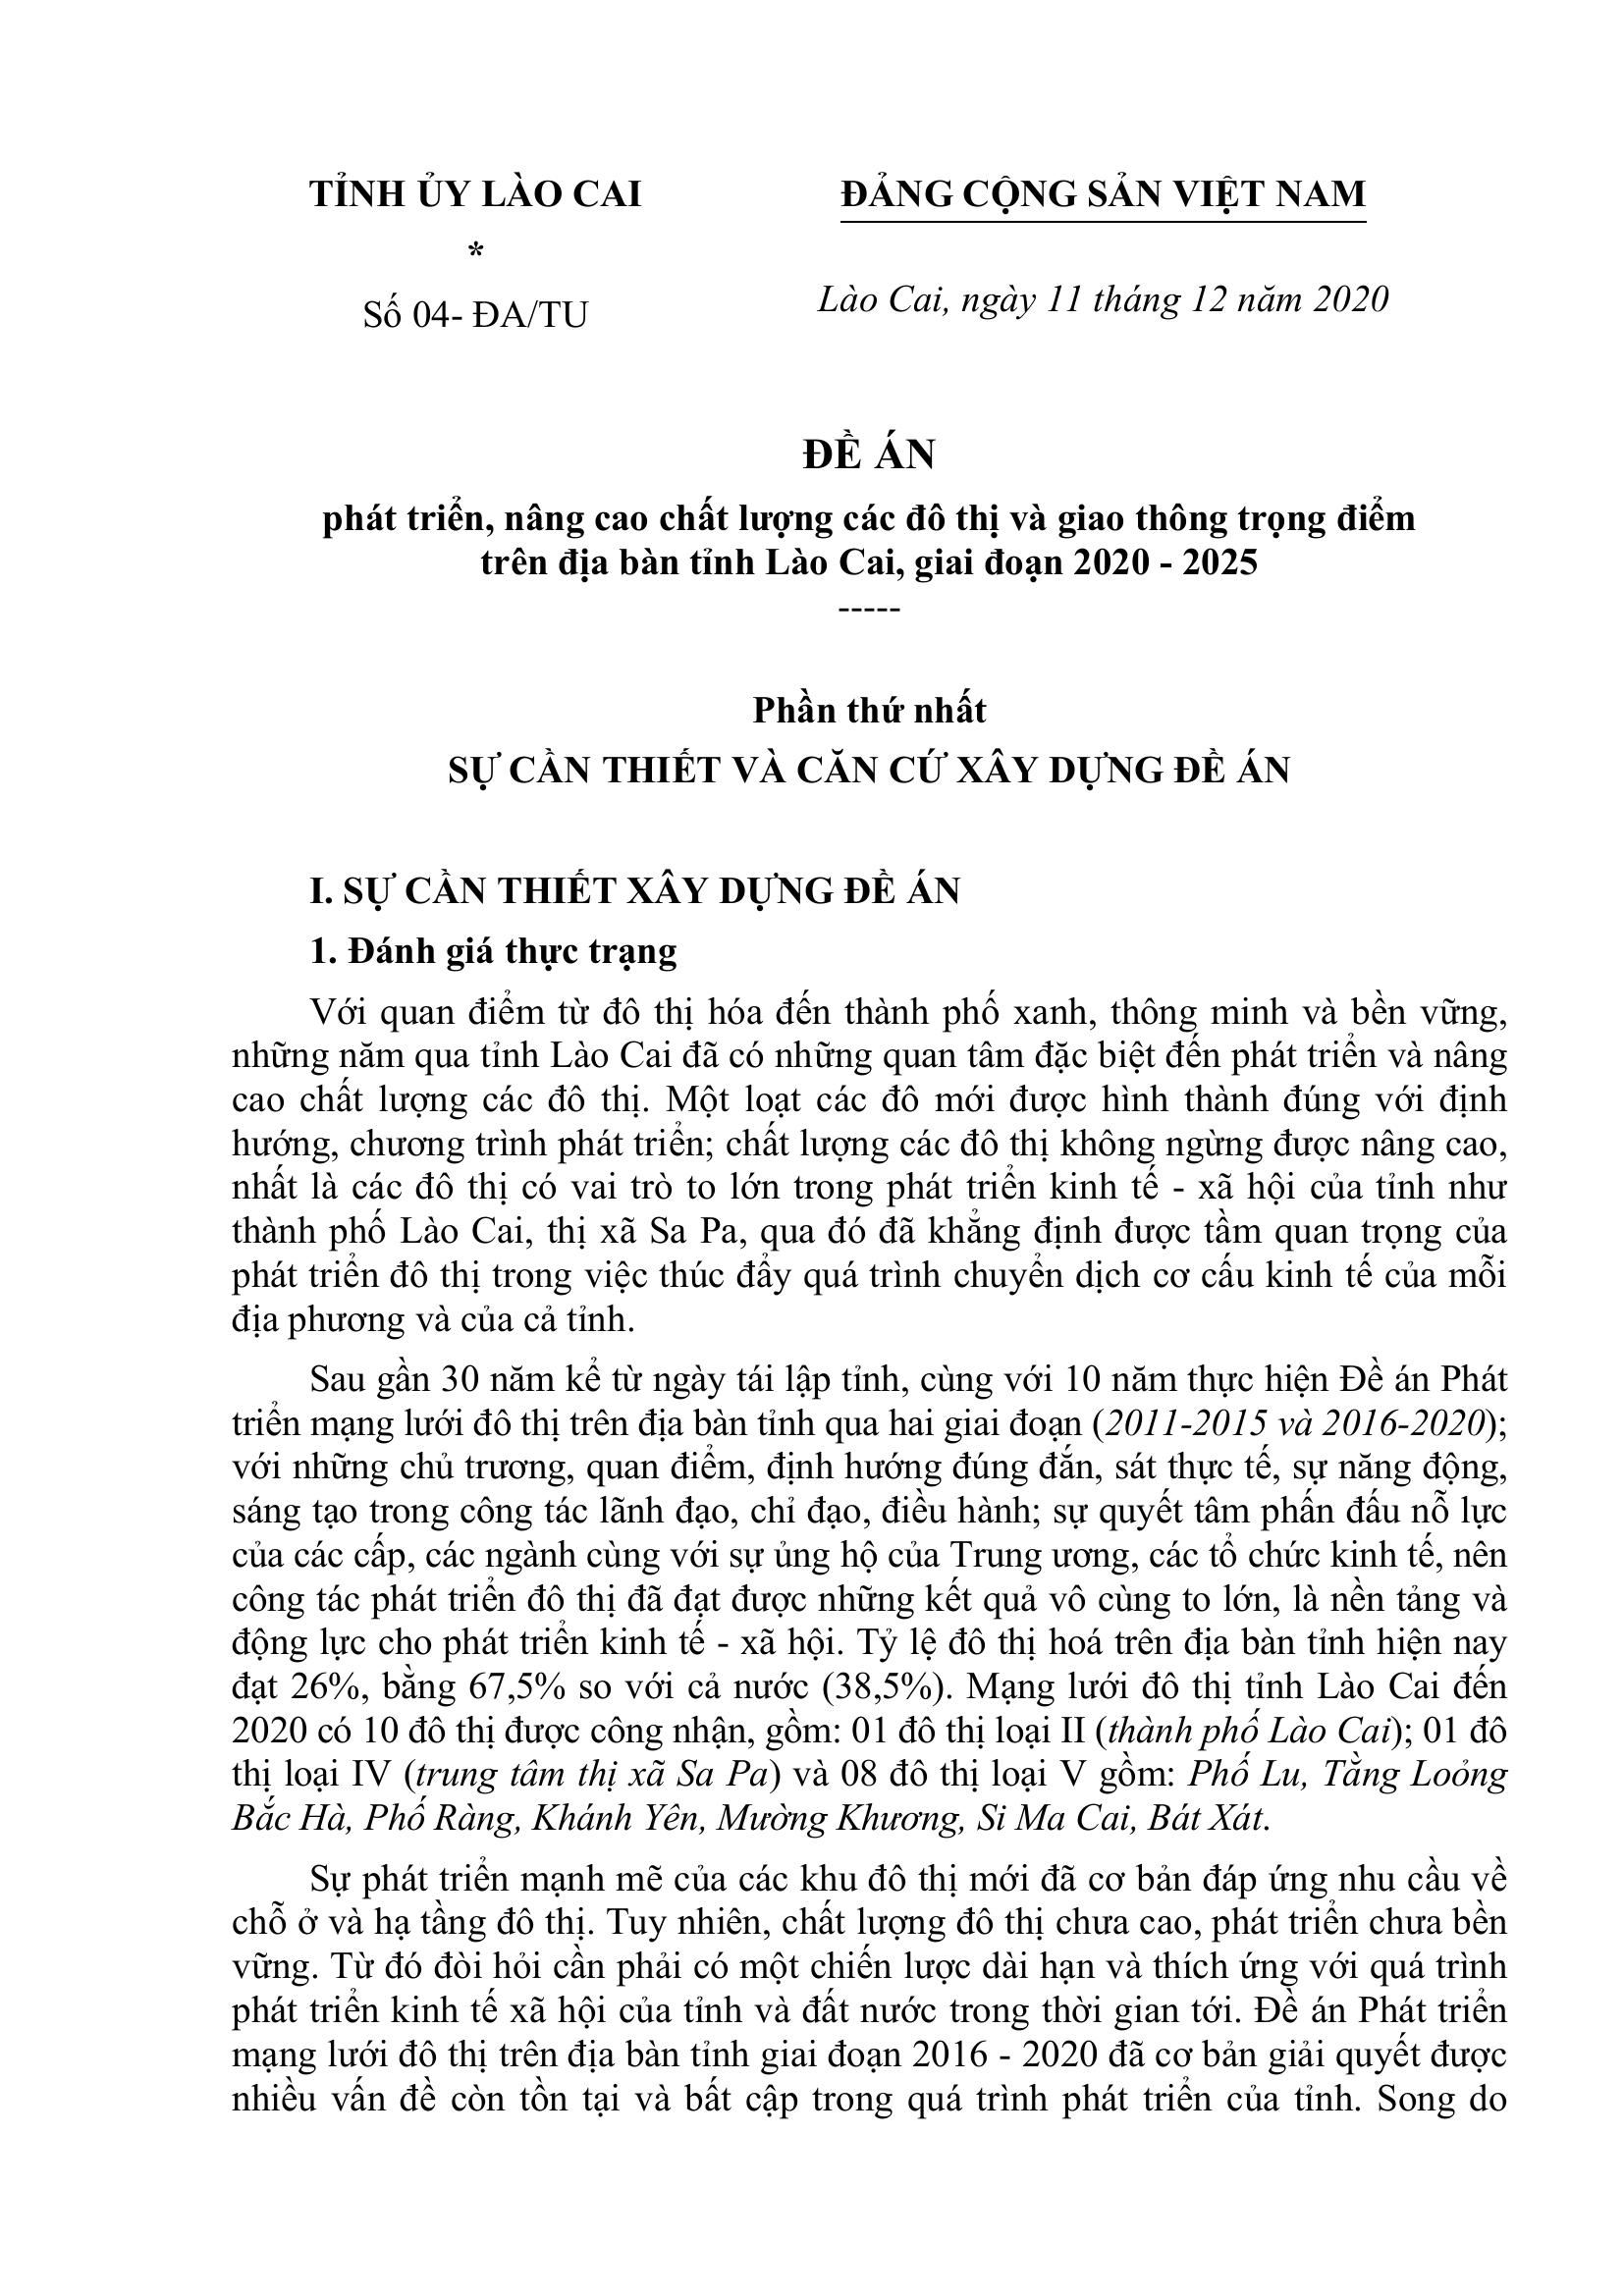 TỈNH ỦY LÀO CAI
*
Số 04- ĐA/TU
ĐẢNG CỘNG SẢN VIỆT NAM
Lào Cai, ngày 11 tháng 12 năm 2020
ĐỀ ÁN
phát triển, nâng cao chất lượng các đô thị và giao thông trọng điểm
trên địa bàn tỉnh Lào Cai, giai đoạn 2020 - 2025
-----
Phần thứ nhất
SỰ CẦN THIẾT VÀ CĂN CỨ XÂY DỰNG ĐỀ ÁN
I. SỰ CẦN THIẾT XÂY DỰNG ĐỀ ÁN
1. Đánh giá thực trạng
Với quan điểm từ đô thị hóa đến thành phố xanh, thông minh và bền vững,
những năm qua tỉnh Lào Cai đã có những quan tâm đặc biệt đến phát triển và nâng
cao chất lượng các đô thị. Một loạt các đô mới được hình thành đúng với định
hướng, chương trình phát triển; chất lượng các đô thị không ngừng được nâng cao,
nhất là các đô thị có vai trò to lớn trong phát triển kinh tế - xã hội của tỉnh như
thành phố Lào Cai, thị xã Sa Pa, qua đó đã khẳng định được tầm quan trọng của
phát triển đô thị trong việc thúc đẩy quá trình chuyển dịch cơ cấu kinh tế của mỗi
địa phương và của cả tỉnh.
Sau gần 30 năm kể từ ngày tái lập tỉnh, cùng với 10 năm thực hiện Đề án Phát
triển mạng lưới đô thị trên địa bàn tỉnh qua hai giai đoạn (2011-2015 và 2016-2020);
với những chủ trương, quan điểm, định hướng đúng đắn, sát thực tế, sự năng động,
sáng tạo trong công tác lãnh đạo, chỉ đạo, điều hành; sự quyết tâm phấn đấu nỗ lực
của các cấp, các ngành cùng với sự ủng hộ của Trung ương, các tổ chức kinh tế, nên
công tác phát triển đô thị đã đạt được những kết quả vô cùng to lớn, là nền tảng và
động lực cho phát triển kinh tế - xã hội. Tỷ lệ đô thị hoá trên địa bàn tỉnh hiện nay
đạt 26%, bằng 67,5% so với cả nước (38,5%). Mạng lưới đô thị tỉnh Lào Cai đến
2020 có 10 đô thị được công nhận, gồm: 01 đô thị loại II (thành phố Lào Cai); 01 đô
thị loại IV (trung tâm thị xã Sa Pa) và 08 đô thị loại V gồm: Phố Lu, Tằng Loỏng
Bắc Hà, Phố Ràng, Khánh Yên, Mường Khương, Si Ma Cai, Bát Xát.
Sự phát triển mạnh mẽ của các khu đô thị mới đã cơ bản đáp ứng nhu cầu về
chỗ ở và hạ tầng đô thị. Tuy nhiên, chất lượng đô thị chưa cao, phát triển chưa bền
vững. Từ đó đòi hỏi cần phải có một chiến lược dài hạn và thích ứng với quá trình
phát triển kinh tế xã hội của tỉnh và đất nước trong thời gian tới. Đề án Phát triển
mạng lưới đô thị trên địa bàn tỉnh giai đoạn 2016 - 2020 đã cơ bản giải quyết được
nhiều vấn đề còn tồn tại và bất cập trong quá trình phát triển của tỉnh. Song do